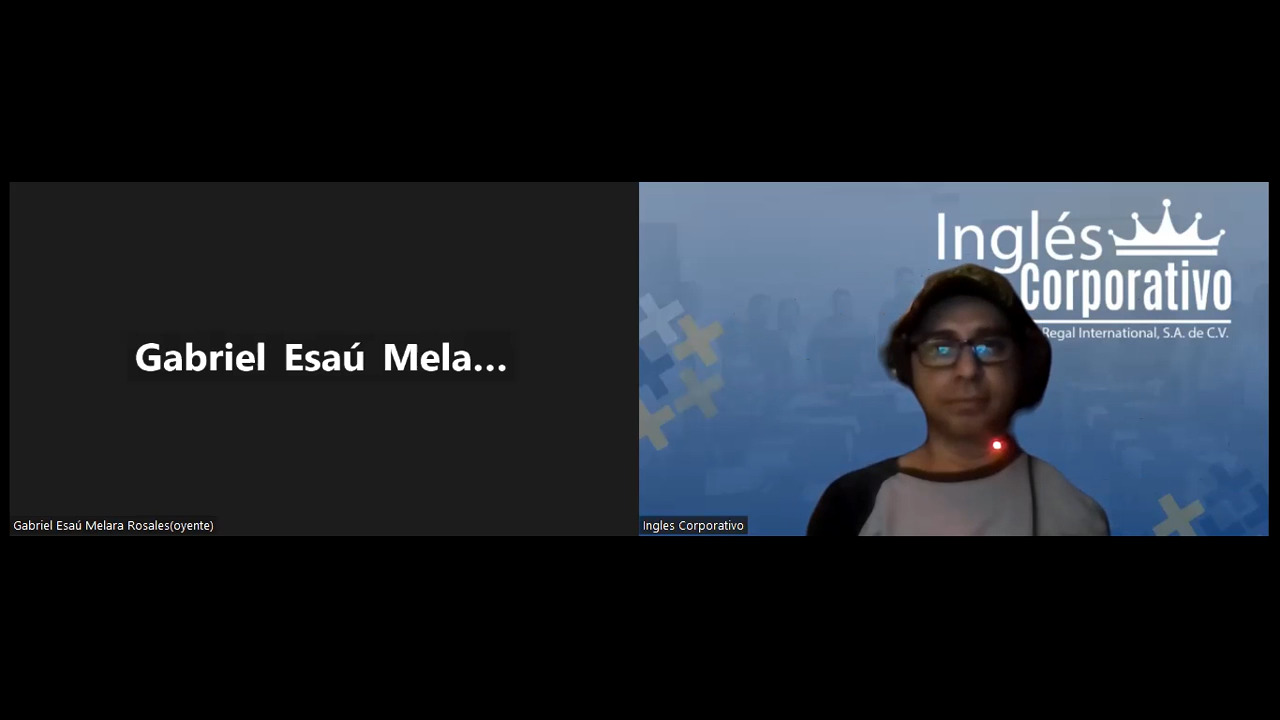 Gabriel Esaú Mela...
Gabriel Esaú Melara Rosales(oyente)
Inglés
Corporativo
Regal International, S.A. de C.V.
Ingles Corporativo